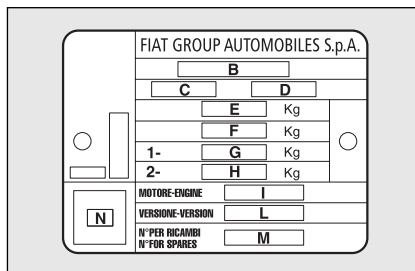 FIAT GROUP AUTOMOBILES S.p.A.
B
C D
E Kg
F Kg
1- G Kg
2- H Kg
MOTORE-ENGINE I
VERSIONE-VERSION L
N
N°PER RICAMBI
N°FOR SPARES M